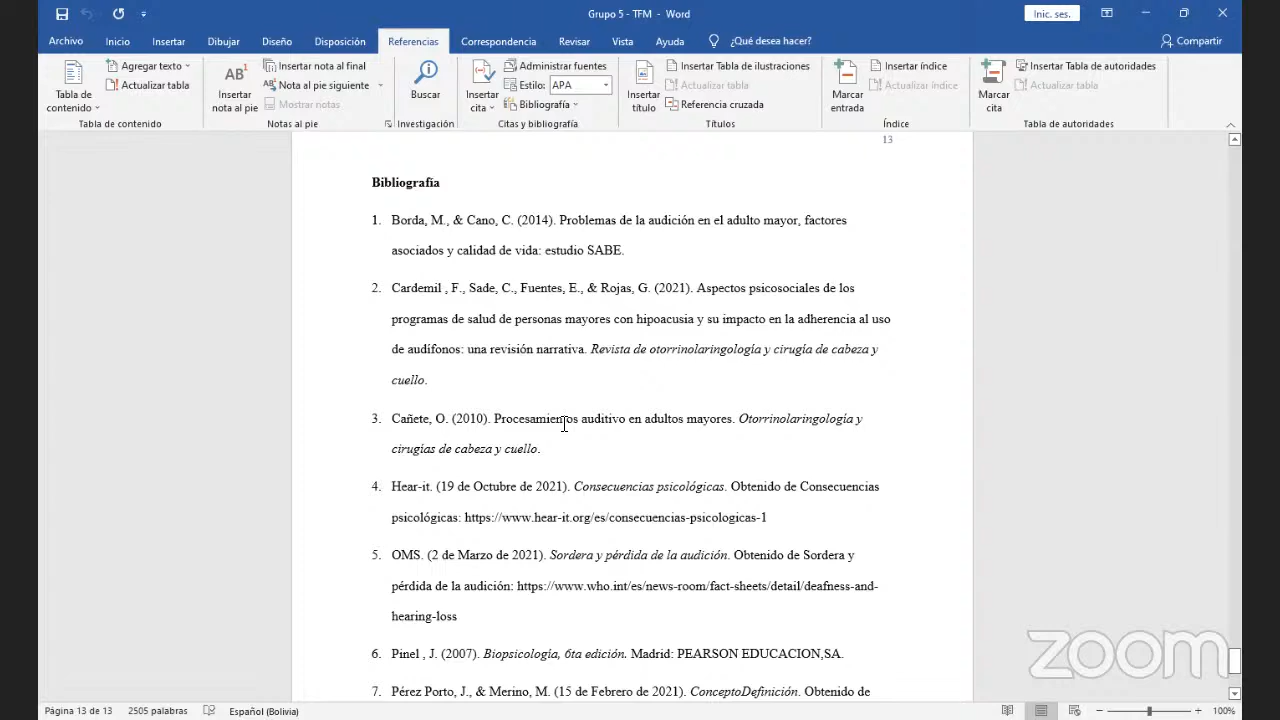 Grupo 5 - TFM - Word
Inic. ses.
Archivo Inicio Insertar Dibujar Diseño Disposición Referencias Correspondencia Revisar Vista Ayuda ¿Qué desea hacer? Compartir
Tabla de contenido
Agregar texto
Actualizar tabla
Tabla de contenido
AB¹
Insertar nota al pie
Insertar nota al final
Nota al pie siguiente
Mostrar notas
Notas al pie
Buscar
Investigación
Insertar cita
Administrar fuentes
Estilo: APA
Bibliografía
Citas y bibliografía
Insertar título
Insertar Tabla de ilustraciones
Actualizar tabla
Referencia cruzada
Títulos
Marcar entrada
Insertar índice
Actualizar índice
Índice
Marcar cita
Insertar Tabla de autoridades
Actualizar tabla
Tabla de autoridades
13
Bibliografía
1. Borda, M., & Cano, C. (2014). Problemas de la audición en el adulto mayor, factores
asociados y calidad de vida: estudio SABE.
2. Cardemil , F., Sade, C., Fuentes, E., & Rojas, G. (2021). Aspectos psicosociales de los
programas de salud de personas mayores con hipoacusia y su impacto en la adherencia al uso
de audífonos: una revisión narrativa. Revista de otorrinolaringología y cirugía de cabeza y
cuello.
3. Cañete, O. (2010). Procesamientos auditivo en adultos mayores. Otorrinolaringología y
cirugías de cabeza y cuello.
4. Hear-it. (19 de Octubre de 2021). Consecuencias psicológicas. Obtenido de Consecuencias
psicológicas: https://www.hear-it.org/es/consecuencias-psicologicas-1
5. OMS. (2 de Marzo de 2021). Sordera y pérdida de la audición. Obtenido de Sordera y
pérdida de la audición: https://www.who.int/es/news-room/fact-sheets/detail/deafness-and-
hearing-loss
6. Pinel , J. (2007). Biopsicología, 6ta edición. Madrid: PEARSON EDUCACION,SA.
7. Pérez Porto, J., & Merino, M. (15 de Febrero de 2021). ConceptoDefinición. Obtenido de
zoom
Página 13 de 13 2505 palabras Español (Bolivia) 100%